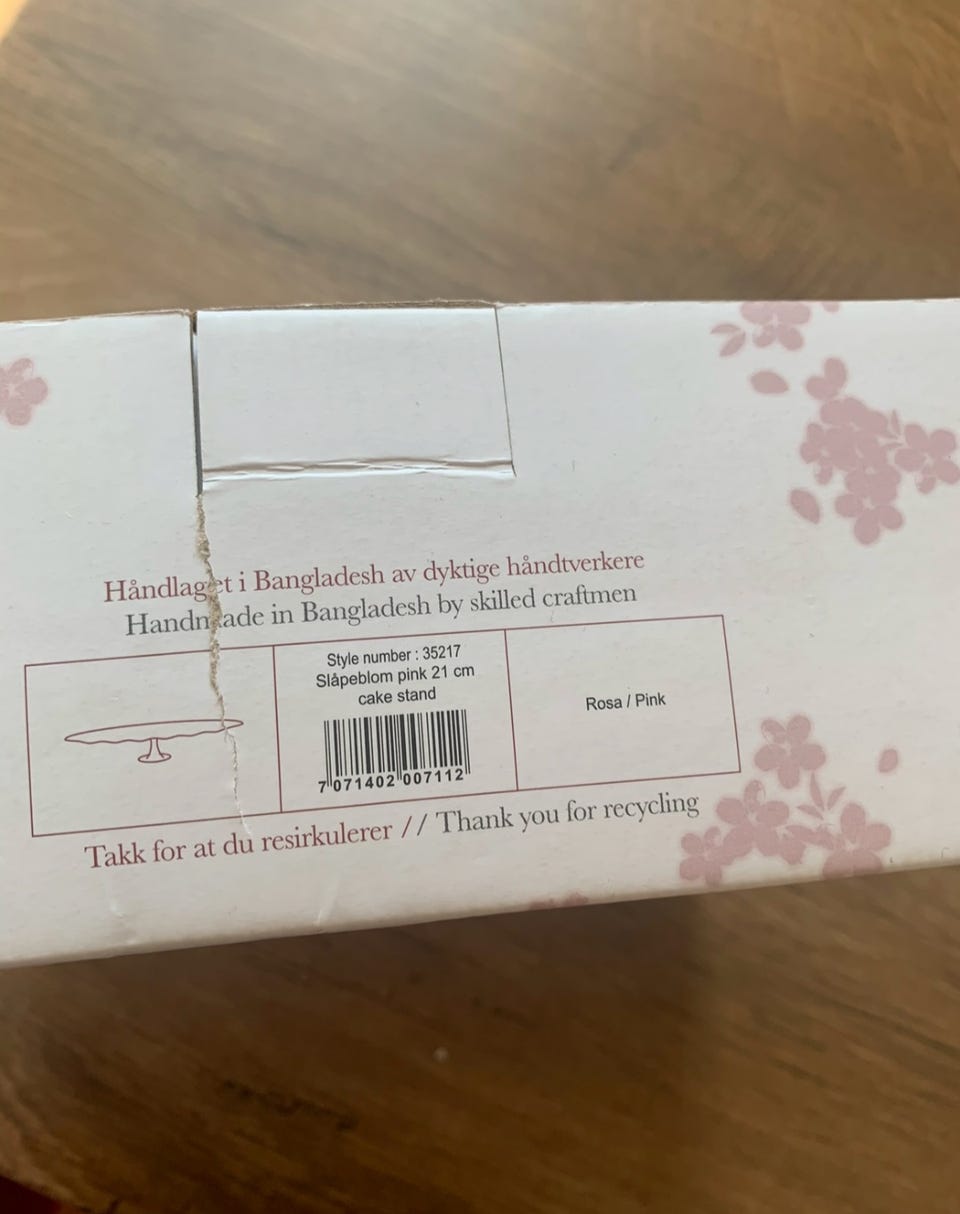 Håndlaget i Bangladesh av dyktige håndtverkere
Handmade in Bangladesh by skilled craftmen
Style number : 35217
Slåpeblom pink 21 cm
cake stand
7 071402 007112
Rosa / Pink
Takk for at du resirkulerer // Thank you for recycling